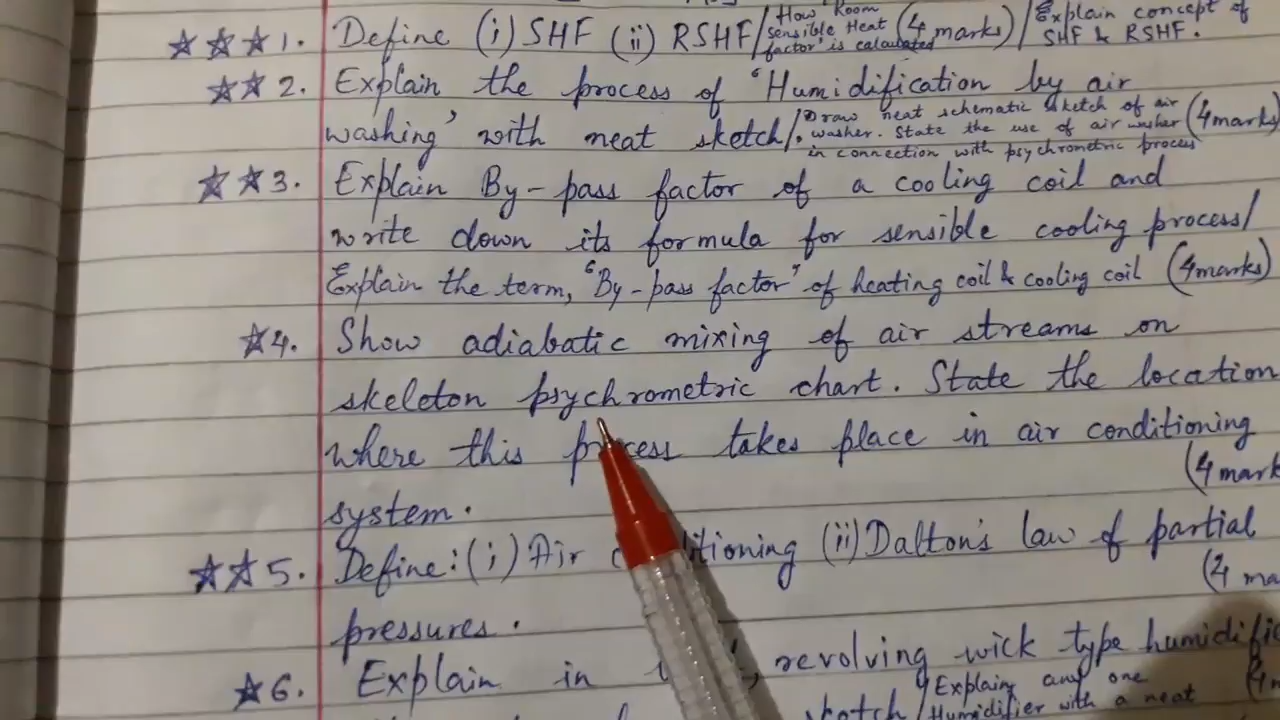 ☆☆☆1. Define (i) SHF (ii) RSHF/How Room Sensible Heat factor is calculated (4 marks)/Explain concept of SHF & RSHF.
☆☆2. Explain the process of 'Humidification by air
washing' with neat sketch/. Draw neat schematic sketch of air washer. State the use of air washer in connection with psychrometric process (4marks)
☆☆3. Explain By-pass factor of a cooling coil and
write down its formula for sensible cooling process/
Explain the term, 'By-pass factor' of heating coil & cooling coil (4marks)
☆4. Show adiabatic mixing of air streams on
skeleton psychrometric chart. State the location
where this process takes place in air conditioning
system. (4 mark
☆☆5. Define: (i) Air conditioning (ii) Dalton's law of partial
pressures. (4 ma
☆6. Explain in revolving wick type humidifi
sketch/Explain any one Humidifier with a neat (4m